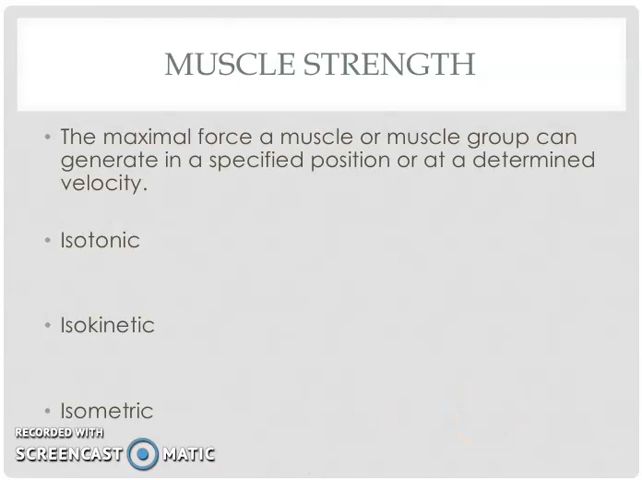 MUSCLE STRENGTH
• The maximal force a muscle or muscle group can
generate in a specified position or at a determined
velocity.
• Isotonic
• Isokinetic
• Isometric
RECORDED WITH
SCREENCAST MATIC